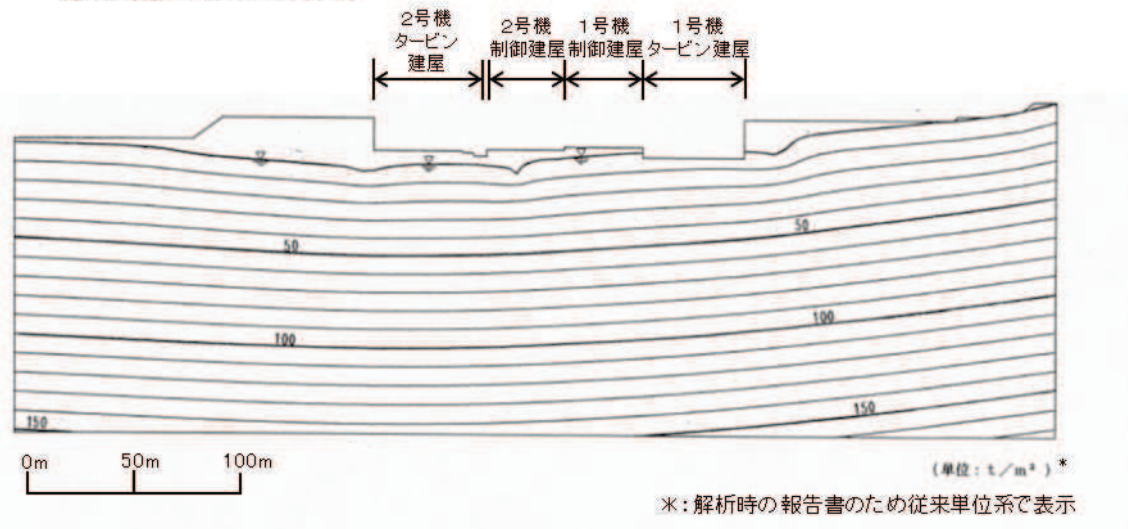 2号機
タービン
建屋
2号機
制御建屋
1号機
制御建屋
1号機
タービン建屋
50
50
100
100
150
150
0m 50m 100m
(単位：t／m²)*
＊：解析時の報告書のため従来単位系で表示